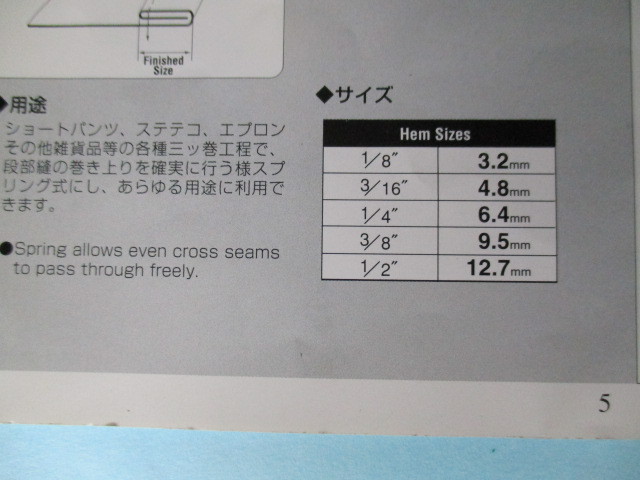 Finished
Size
◆用途
ショートパンツ、ステテコ、エプロン
その他雑貨品等の各種三ッ巻工程で、
段部縫の巻き上りを確実に行う様スプ
リング式にし、あらゆる用途に利用で
きます。
●Spring allows even cross seams
to pass through freely.
◆サイズ
Hem Sizes
1/8" 3.2mm
3/16" 4.8mm
1/4" 6.4mm
3/8" 9.5mm
1/2" 12.7mm
5